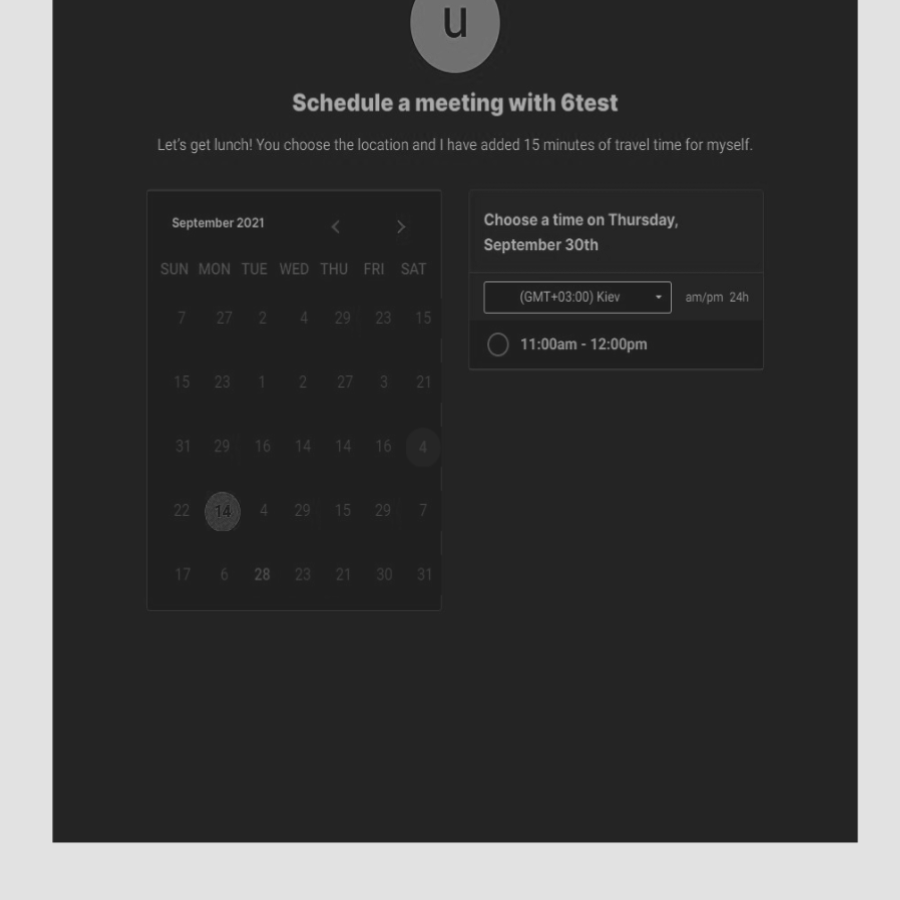 u
Schedule a meeting with 6test
Let's get lunch! You choose the location and I have added 15 minutes of travel time for myself.
September 2021
SUN MON TUE WED THU FRI SAT
7 27 2 4 29 23 15
15 23 1 2 27 3 21
31 29 16 14 14 16 4
22 14 4 29 15 29 7
17 6 28 23 21 30 31
Choose a time on Thursday,
September 30th
(GMT+03:00) Kiev am/pm 24h
11:00am - 12:00pm